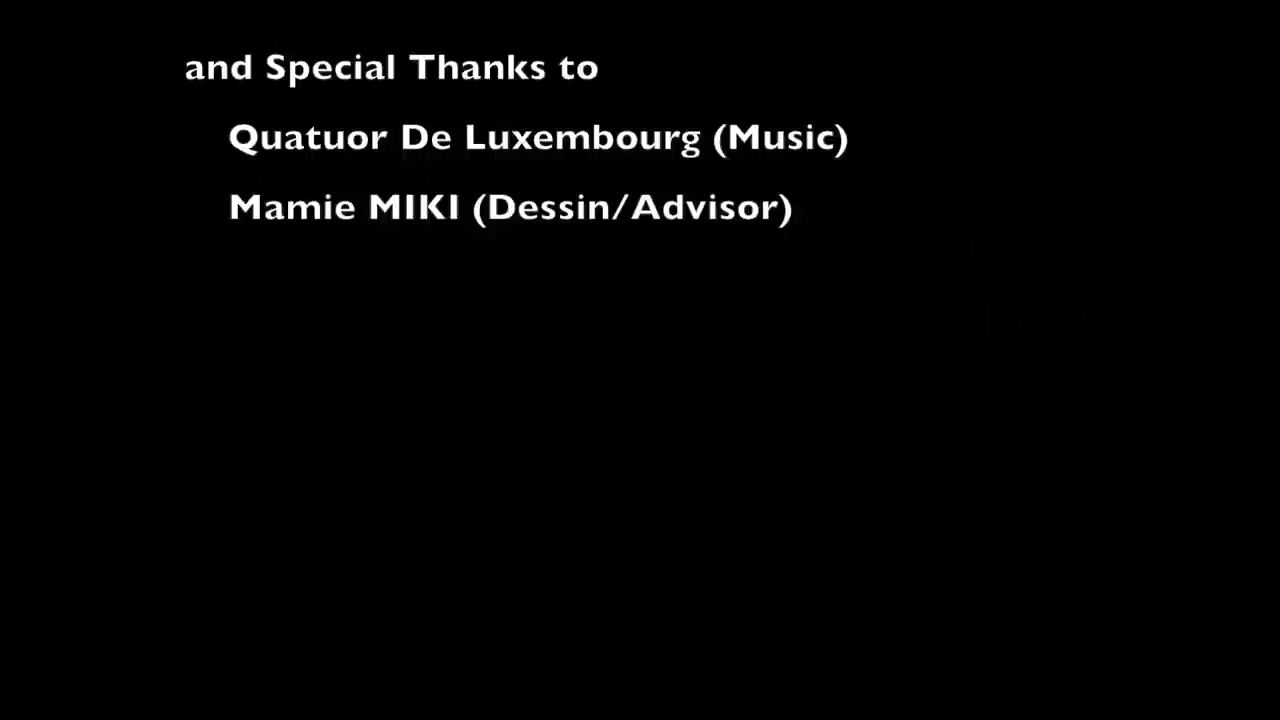 and Special Thanks to
Quatuor De Luxembourg (Music)
Mamie MIKI (Dessin/Advisor)